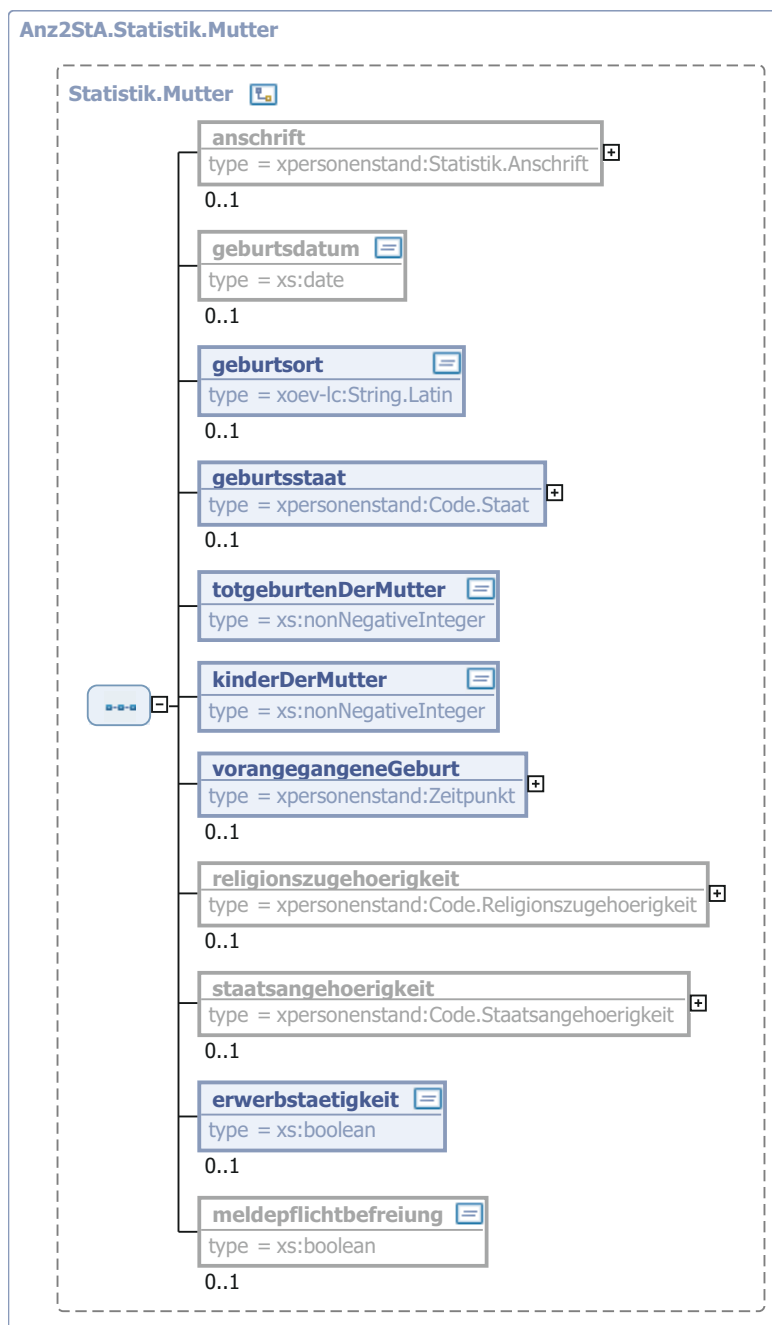 Anz2StA.Statistik.Mutter
Statistik.Mutter
anschrift
type = xpersonenstand:Statistik.Anschrift
0..1
geburtsdatum
type = xs:date
0..1
geburtsort
type = xoev-lc:String.Latin
0..1
geburtsstaat
type = xpersonenstand:Code.Staat
0..1
totgeburtenDerMutter
type = xs:nonNegativeInteger
kinderDerMutter
type = xs:nonNegativeInteger
vorangegangeneGeburt
type = xpersonenstand:Zeitpunkt
0..1
religionszugehoerigkeit
type = xpersonenstand:Code.Religionszugehoerigkeit
0..1
staatsangehoerigkeit
type = xpersonenstand:Code.Staatsangehoerigkeit
0..1
erwerbstaetigkeit
type = xs:boolean
0..1
meldepflichtbefreiung
type = xs:boolean
0..1